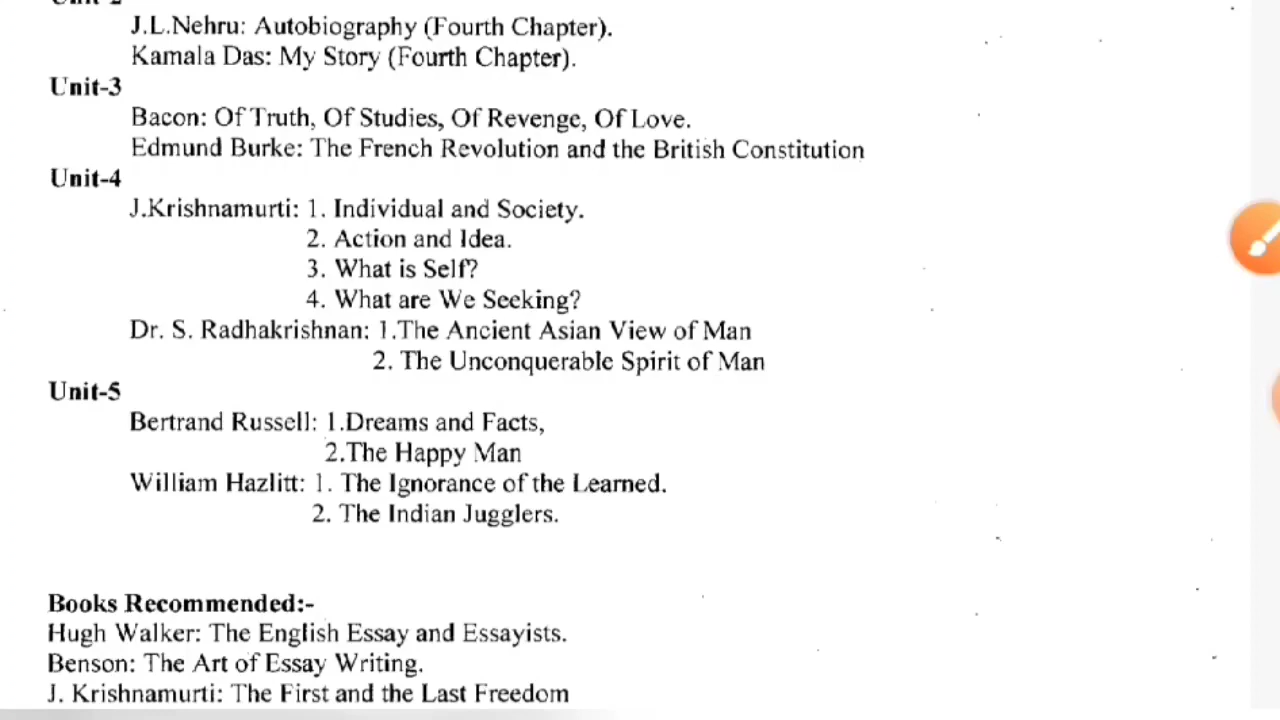 J.L.Nehru: Autobiography (Fourth Chapter).
Kamala Das: My Story (Fourth Chapter).
Unit-3
Bacon: Of Truth, Of Studies, Of Revenge, Of Love.
Edmund Burke: The French Revolution and the British Constitution
Unit-4
J.Krishnamurti: 1. Individual and Society.
2. Action and Idea.
3. What is Self?
4. What are We Seeking?
Dr. S. Radhakrishnan: 1.The Ancient Asian View of Man
2. The Unconquerable Spirit of Man
Unit-5
Bertrand Russell: 1.Dreams and Facts,
2.The Happy Man
William Hazlitt: 1. The Ignorance of the Learned.
2. The Indian Jugglers.
Books Recommended:-
Hugh Walker: The English Essay and Essayists.
Benson: The Art of Essay Writing.
J. Krishnamurti: The First and the Last Freedom